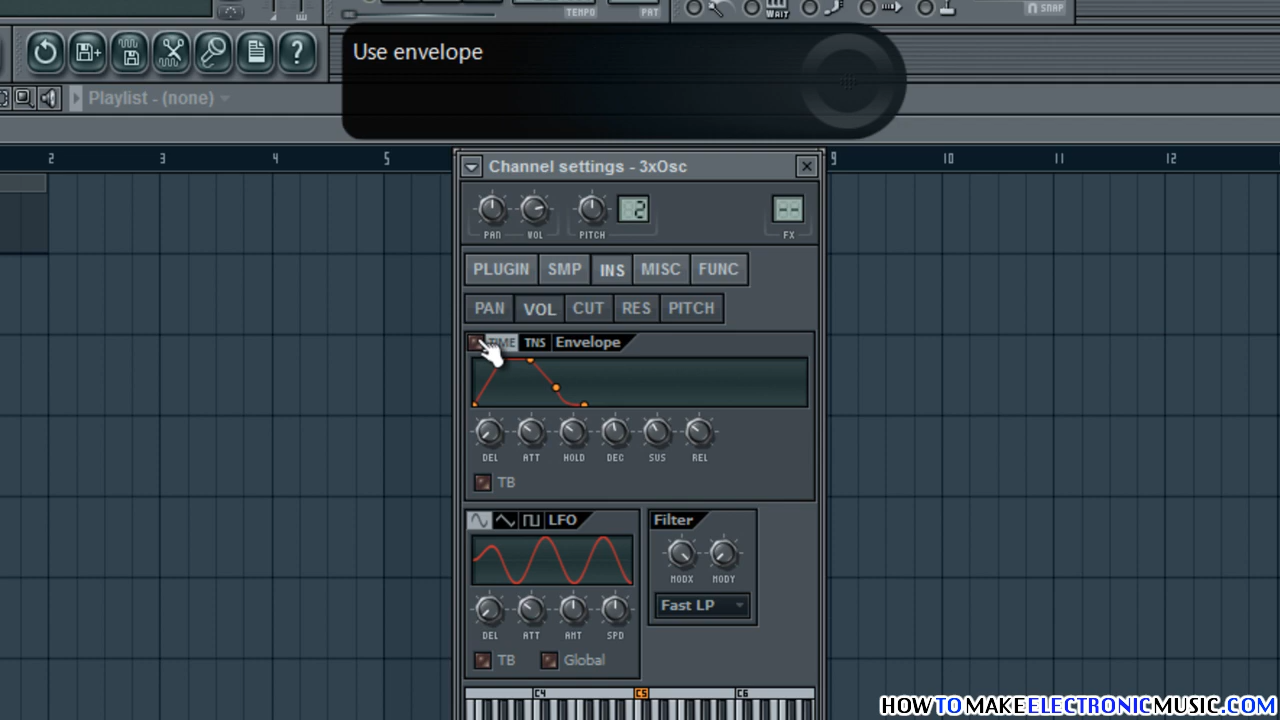 TEMPO
PAT
WAIT
SNAP
Use envelope
Playlist - (none)
2
3
4
5
9
10
11
12
Channel settings - 3xOsc
2
--
PAN
VOL
PITCH
FX
PLUGIN
SMP
INS
MISC
FUNC
PAN
VOL
CUT
RES
PITCH
TIME
TNS
Envelope
DEL
ATT
HOLD
DEC
SUS
REL
TB
LFO
Filter
MODX
MODY
Fast LP
DEL
ATT
AMT
SPD
TB
Global
C4
C5
C6
HOWTOMAKEELECTRONICMUSIC.COM